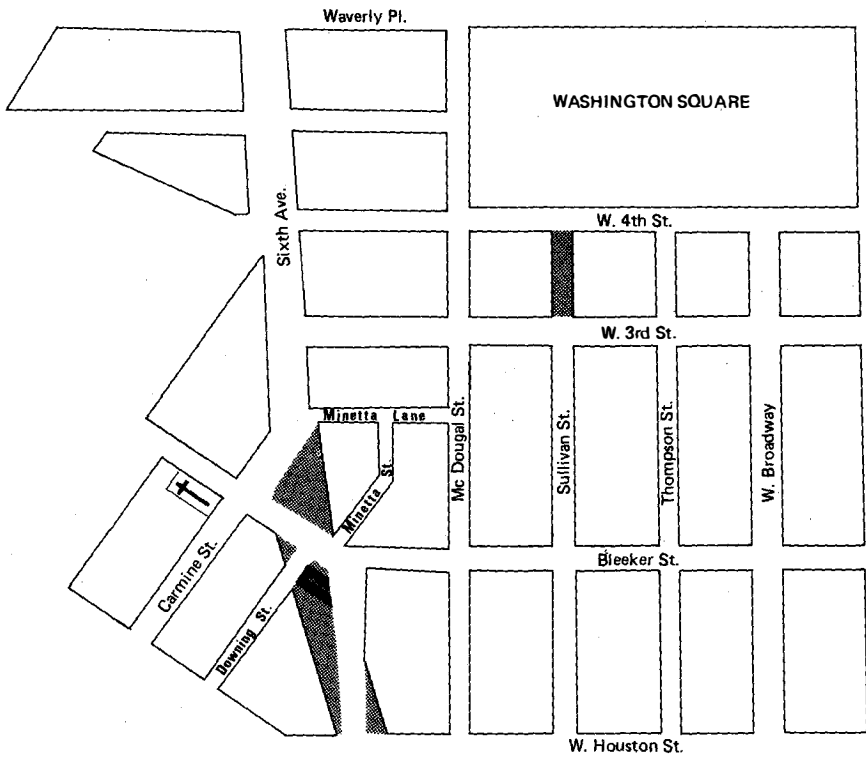 Waverly Pl.
WASHINGTON SQUARE
Sixth Ave.
W. 4th St.
W. 3rd St.
Minetta Lane
Mc Dougal St.
Sullivan St.
Thompson St.
W. Broadway
Minetta St.
Carmine St.
Bleeker St.
Downing St.
W. Houston St.